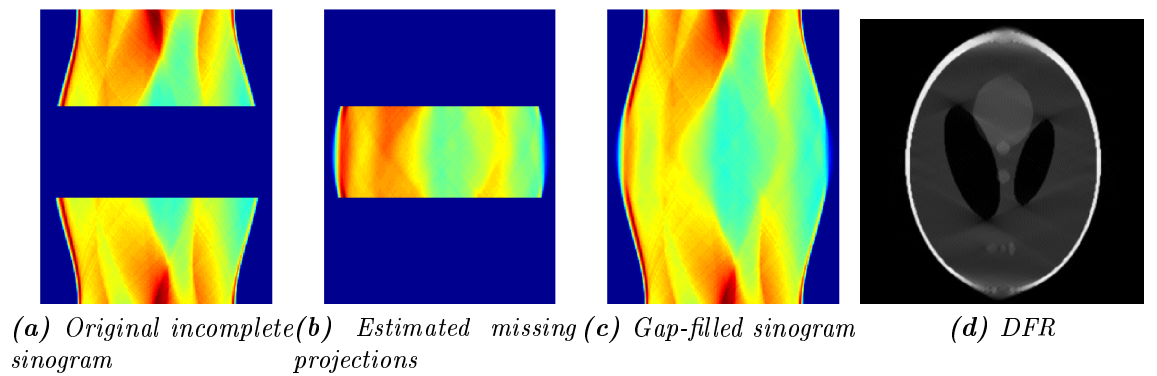 (a) Original incomplete
sinogram
(b) Estimated missing
projections
(c) Gap-filled sinogram
(d) DFR